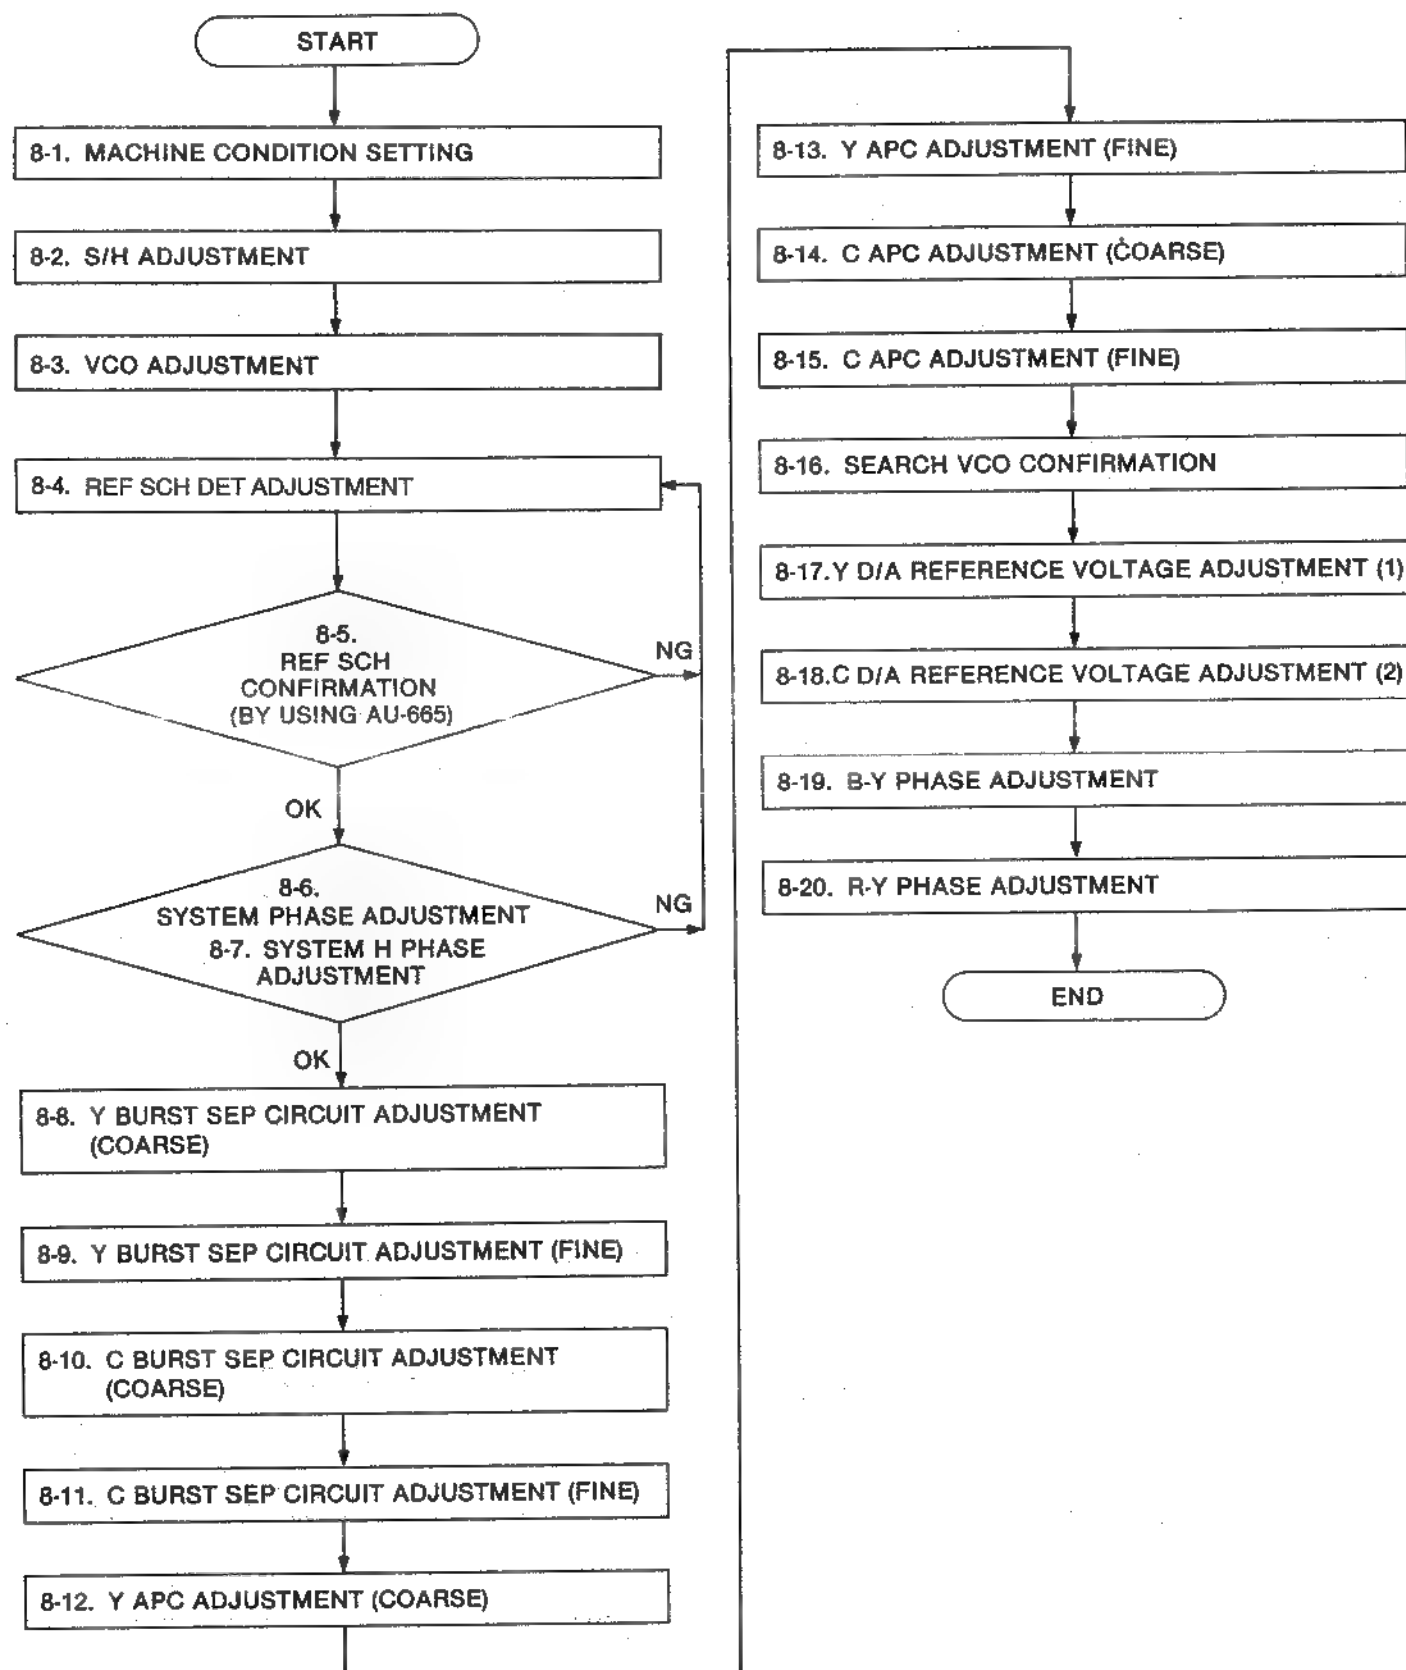 START
8-1. MACHINE CONDITION SETTING
8-2. S/H ADJUSTMENT
8-3. VCO ADJUSTMENT
8-4. REF SCH DET ADJUSTMENT
8-5.
REF SCH
CONFIRMATION
(BY USING AU-665)
NG
OK
8-6.
SYSTEM PHASE ADJUSTMENT
8-7. SYSTEM H PHASE
ADJUSTMENT
NG
OK
8-8. Y BURST SEP CIRCUIT ADJUSTMENT
(COARSE)
8-9. Y BURST SEP CIRCUIT ADJUSTMENT (FINE)
8-10. C BURST SEP CIRCUIT ADJUSTMENT
(COARSE)
8-11. C BURST SEP CIRCUIT ADJUSTMENT (FINE)
8-12. Y APC ADJUSTMENT (COARSE)
8-13. Y APC ADJUSTMENT (FINE)
8-14. C APC ADJUSTMENT (COARSE)
8-15. C APC ADJUSTMENT (FINE)
8-16. SEARCH VCO CONFIRMATION
8-17.Y D/A REFERENCE VOLTAGE ADJUSTMENT (1)
8-18.C D/A REFERENCE VOLTAGE ADJUSTMENT (2)
8-19. B-Y PHASE ADJUSTMENT
8-20. R-Y PHASE ADJUSTMENT
END